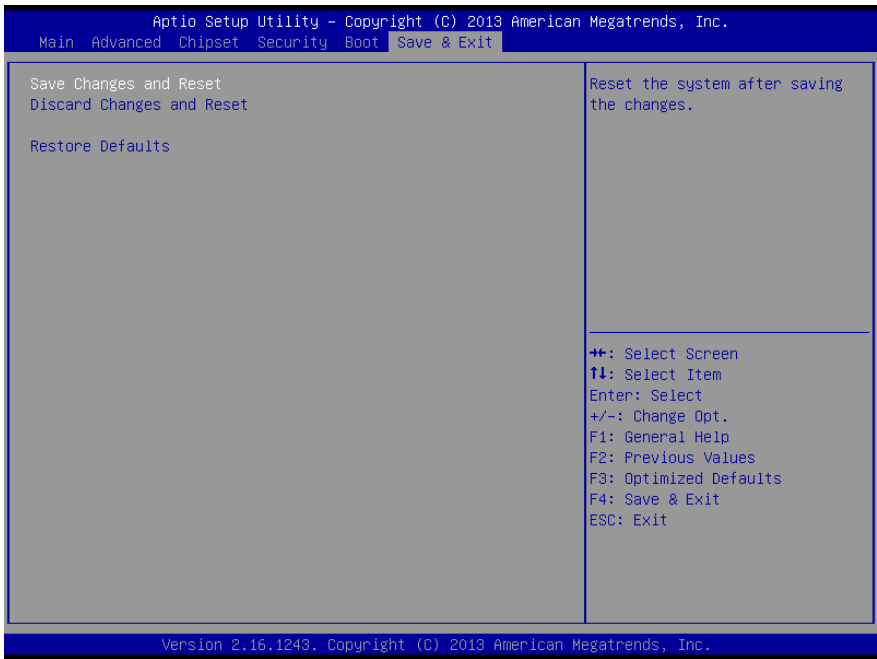 Aptio Setup Utility – Copyright (C) 2013 American Megatrends, Inc.
Main Advanced Chipset Security Boot Save & Exit
Save Changes and Reset
Discard Changes and Reset
Restore Defaults
Reset the system after saving
the changes.
→←: Select Screen
↑↓: Select Item
Enter: Select
+/-: Change Opt.
F1: General Help
F2: Previous Values
F3: Optimized Defaults
F4: Save & Exit
ESC: Exit
Version 2.16.1243. Copyright (C) 2013 American Megatrends, Inc.